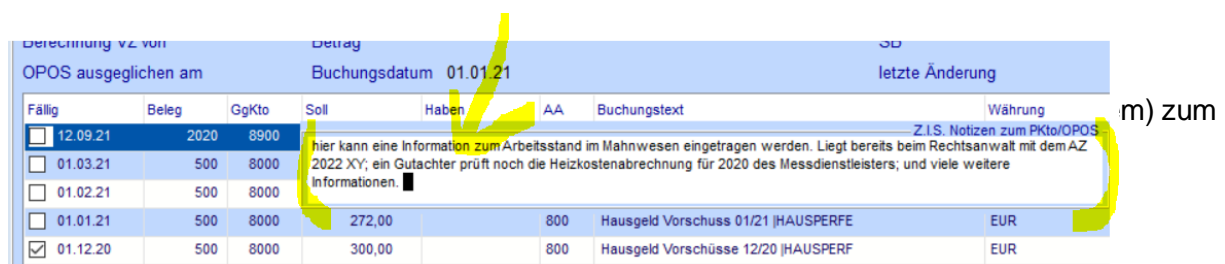 Berechnung VZ von Betrag SB
OPOS ausgeglichen am Buchungsdatum 01.01.21 letzte Änderung
Fällig Beleg GgKto Soll Haben AA Buchungstext Währung
em) zum
12.09.21 2020 8900
Z.I.S. Notizen zum PKto/OPOS
hier kann eine Information zum Arbeitsstand im Mahnwesen eingetragen werden. Liegt bereits beim Rechtsanwalt mit dem AZ
01.03.21 500 8000
2022 XY; ein Gutachter prüft noch die Heizkostenabrechnung für 2020 des Messdienstleisters; und viele weitere
Informationen.
01.02.21 500 8000
01.01.21 500 8000 272,00 800 Hausgeld Vorschuss 01/21 |HAUSPERFE EUR
01.12.20 500 8000 300,00 800 Hausgeld Vorschüsse 12/20 |HAUSPERF EUR